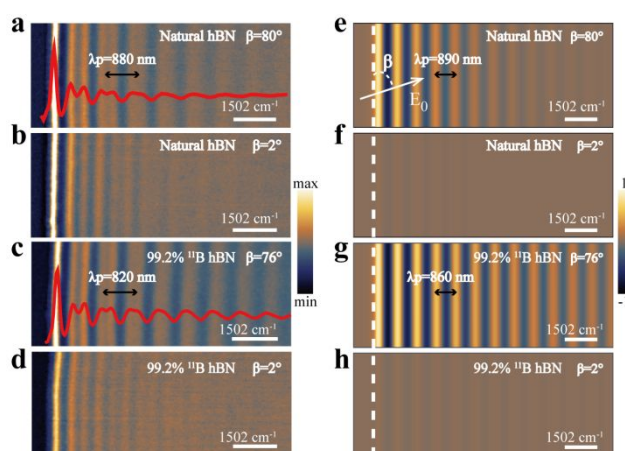 a
Natural hBN β=80°
λp=880 nm
1502 cm⁻¹
b
Natural hBN β=2°
1502 cm⁻¹
c
99.2% ¹¹B hBN β=76°
λp=820 nm
1502 cm⁻¹
d
99.2% ¹¹B hBN β=2°
1502 cm⁻¹
max
min
e
Natural hBN β=80°
β
λp=890 nm
E₀
1502 cm⁻¹
f
Natural hBN β=2°
1502 cm⁻¹
g
99.2% ¹¹B hBN β=76°
λp=860 nm
1502 cm⁻¹
h
99.2% ¹¹B hBN β=2°
1502 cm⁻¹
1
-